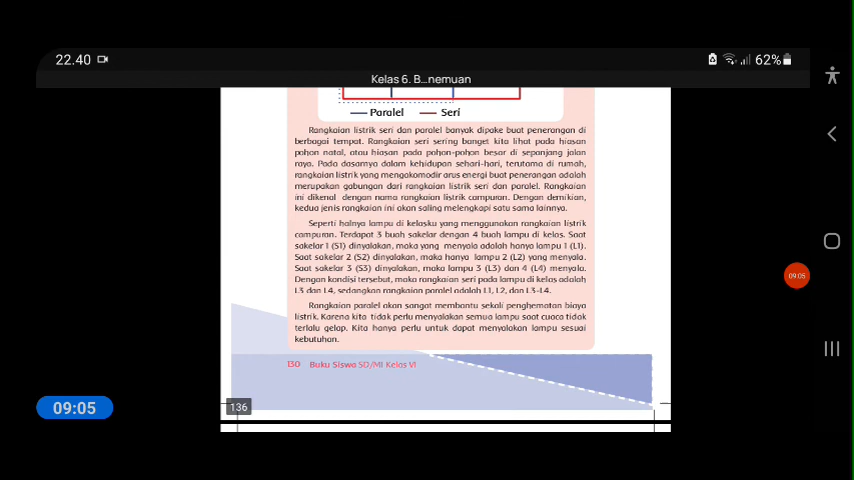 22.40
62%
Kelas 6. B...nemuan
Paralel Seri
Rangkaian listrik seri dan paralel banyak dipake buat penerangan di
berbagai tempat. Rangkaian seri sering banget kita lihat pada hiasan
pohon natal, atau hiasan pada pohon-pohon besar di sepanjang jalan
raya. Pada dasarnya dalam kehidupan sehari-hari, terutama di rumah,
rangkaian listrik yang mengakomodir arus energi buat penerangan adalah
merupakan gabungan dari rangkaian listrik seri dan paralel. Rangkaian
ini dikenal dengan nama rangkaian listrik campuran. Dengan demikian,
kedua jenis rangkaian ini akan saling melengkapi satu sama lainnya.
Seperti halnya lampu di kelasku yang menggunakan rangkaian listrik
campuran. Terdapat 3 buah sakelar dengan 4 buah lampu di kelas. Saat
sakelar 1 (S1) dinyalakan, maka yang menyala adalah hanya lampu 1 (L1).
Saat sakelar 2 (S2) dinyalakan, maka hanya lampu 2 (L2) yang menyala.
Saat sakelar 3 (S3) dinyalakan, maka lampu 3 (L3) dan 4 (L4) menyala.
Dengan kondisi tersebut, maka rangkaian seri pada lampu di kelas adalah
L3 dan L4, sedangkan rangkaian paralel adalah L1, L2, dan L3-L4.
Rangkaian paralel akan sangat membantu sekali penghematan biaya
listrik. Karena kita tidak perlu menyalakan semua lampu saat cuaca tidak
terlalu gelap. Kita hanya perlu untuk dapat menyalakan lampu sesuai
kebutuhan.
130 Buku Siswa SD/MI Kelas VI
136
09:05
09:05